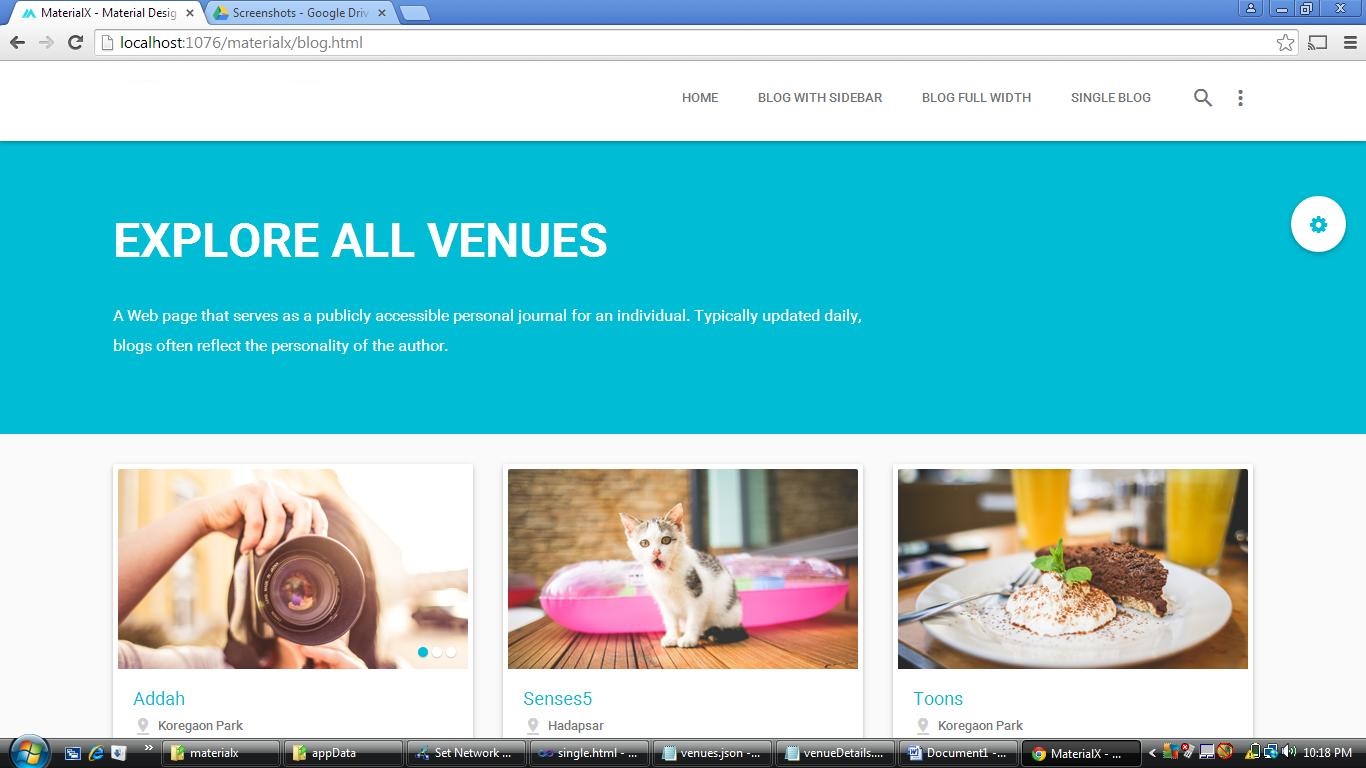 MaterialX - Material Desig
Screenshots - Google Driv
localhost:1076/materialx/blog.html
HOME
BLOG WITH SIDEBAR
BLOG FULL WIDTH
SINGLE BLOG
EXPLORE ALL VENUES
A Web page that serves as a publicly accessible personal journal for an individual. Typically updated daily,
blogs often reflect the personality of the author.
Addah
Koregaon Park
Senses5
Hadapsar
Toons
Koregaon Park
materialx
appData
Set Network ...
single.html - ...
venues.json -...
venueDetails....
Document1 -...
MaterialX - ...
10:18 PM